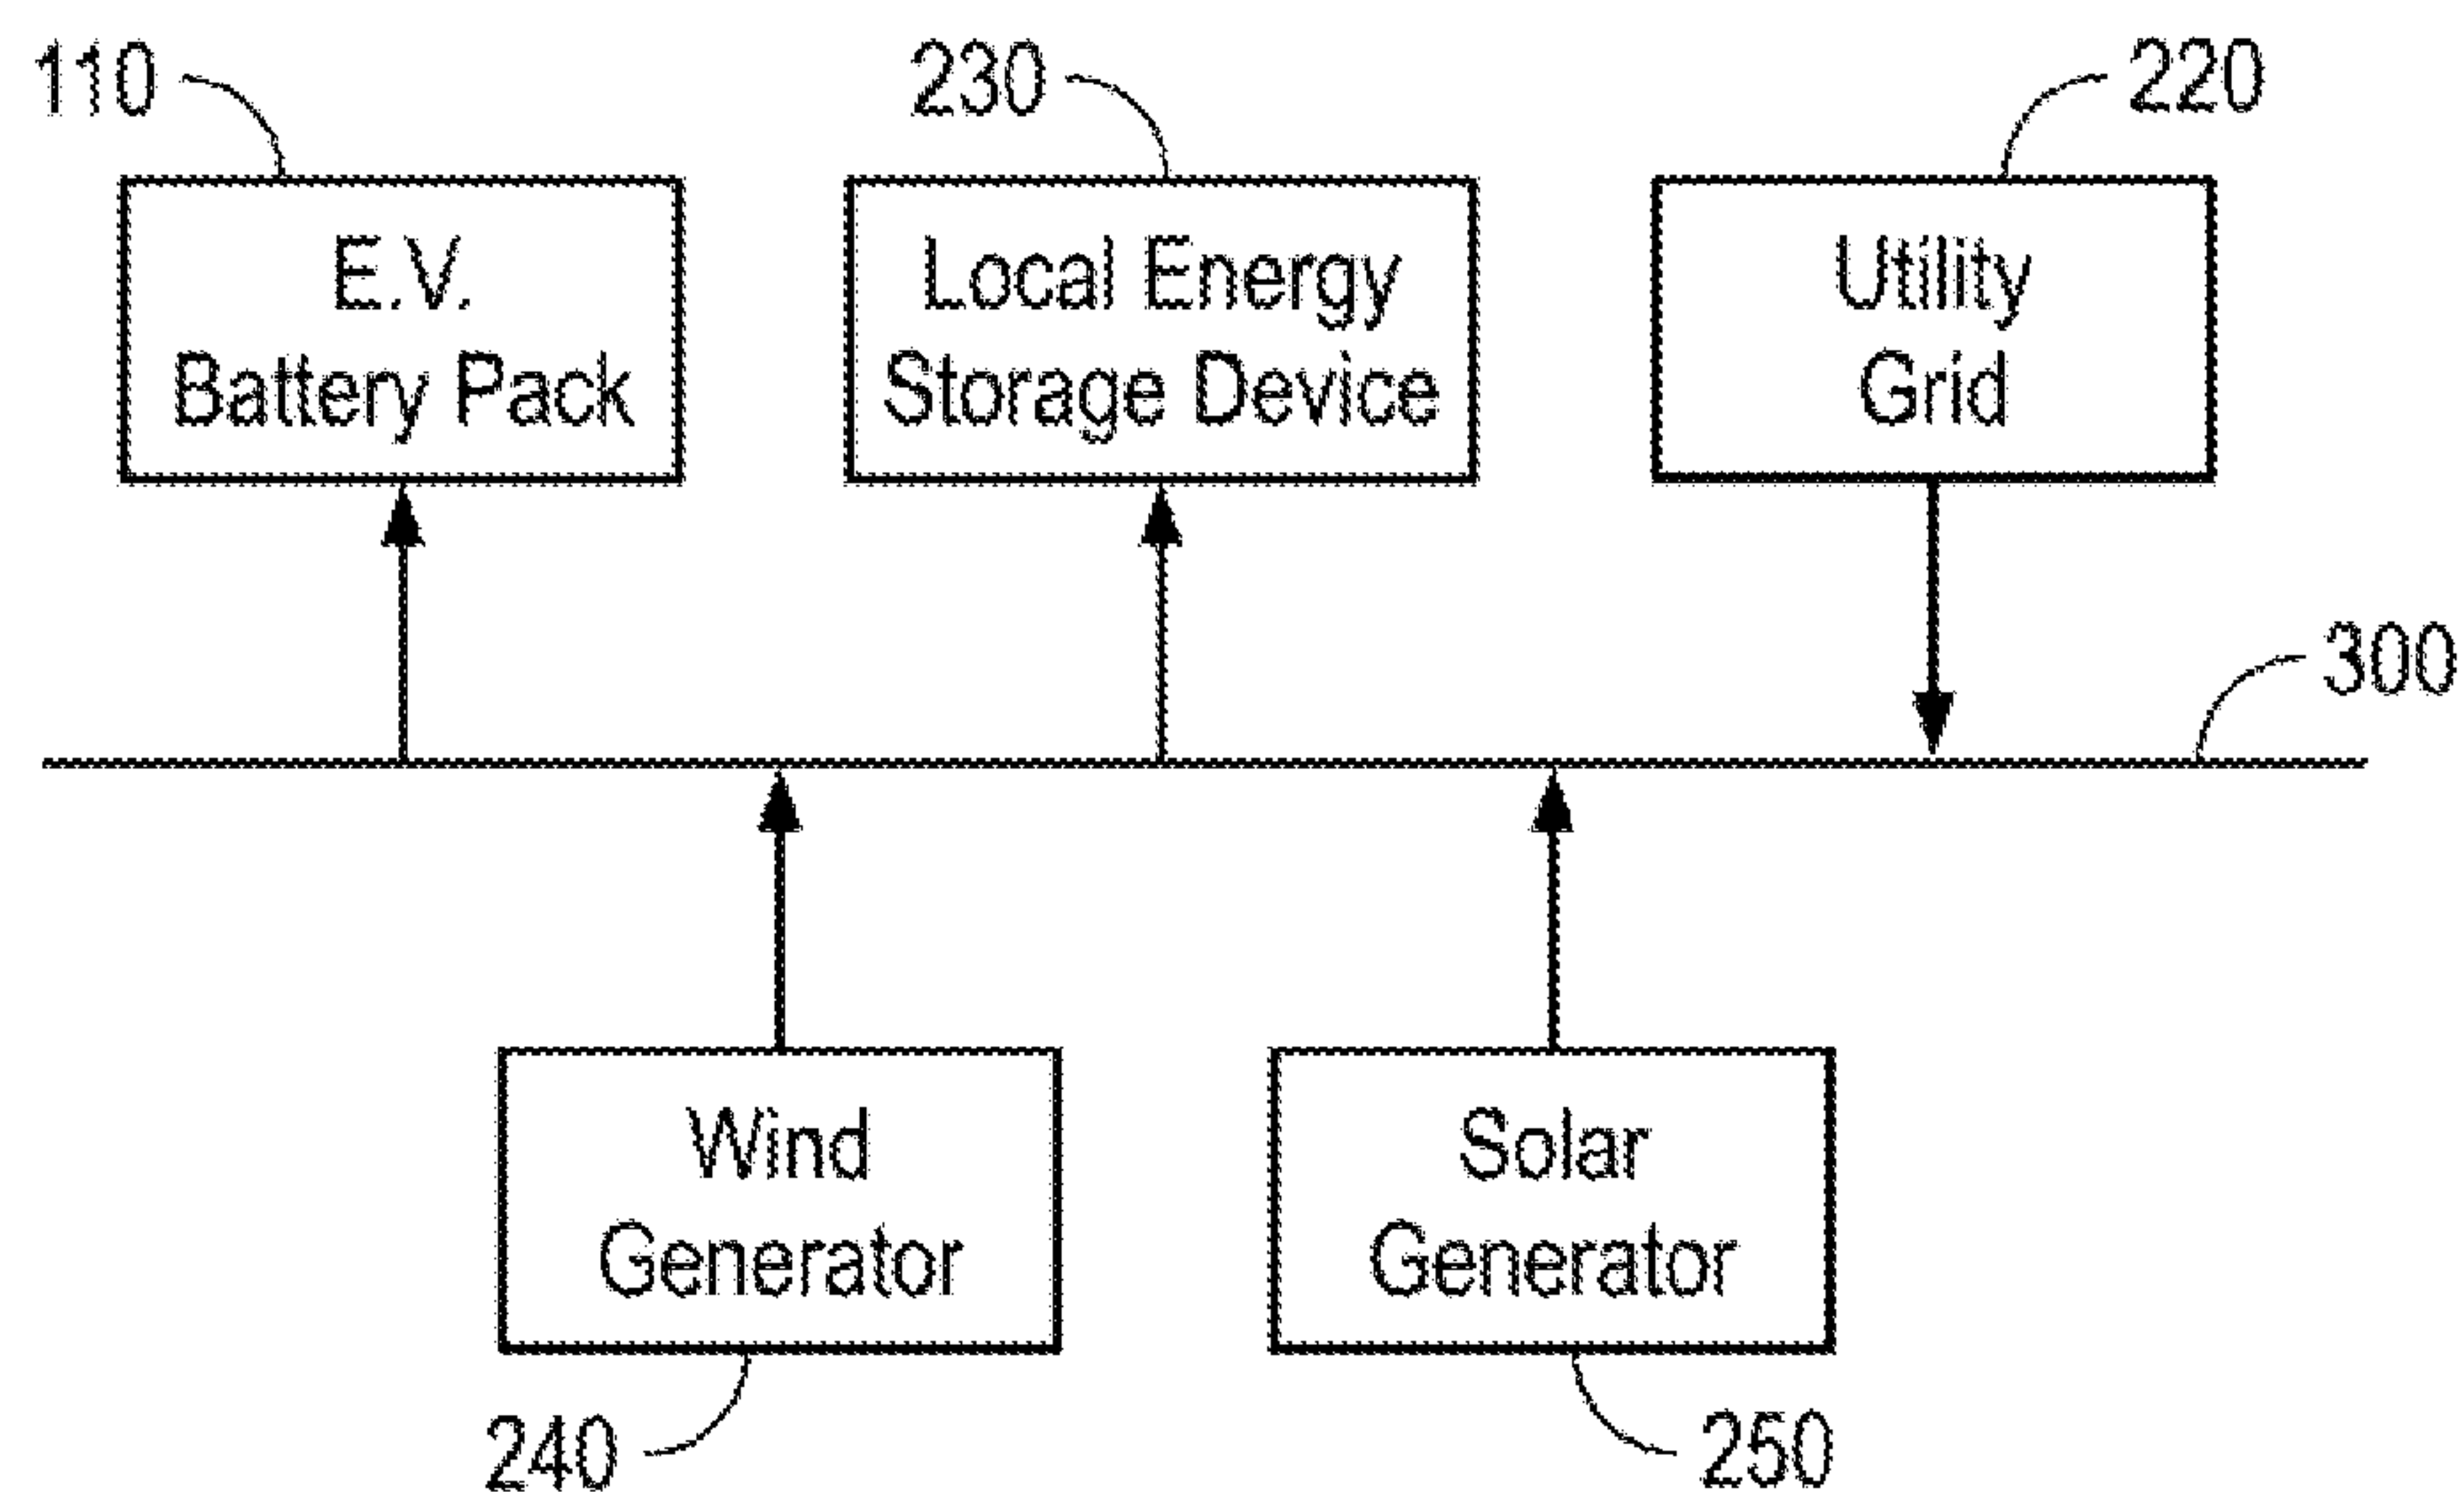 110
230
220
E.V.
Battery Pack
Local Energy
Storage Device
Utility
Grid
300
Wind
Generator
Solar
Generator
240
250